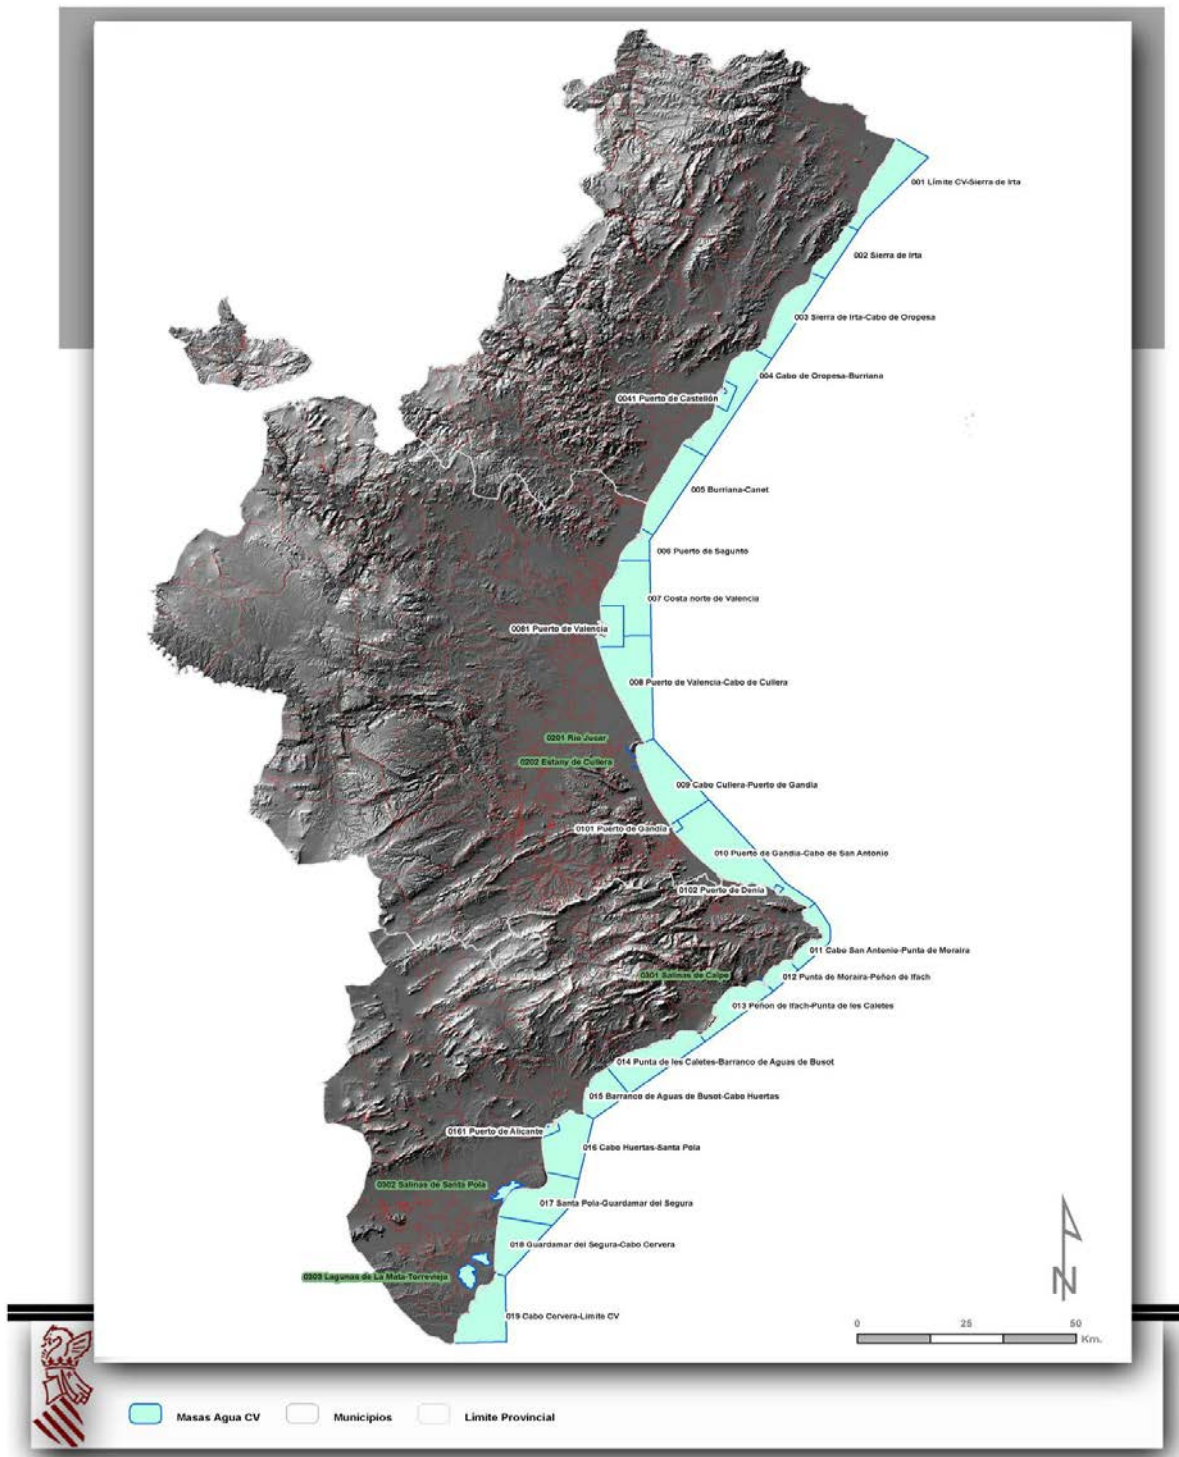 001 Límite CV-Sierra de Irta
002 Sierra de Irta
003 Sierra de Irta-Cabo de Oropesa
004 Cabo de Oropesa-Burriana
0041 Puerto de Castellón
005 Burriana-Canet
006 Puerto de Sagunto
007 Costa norte de Valencia
0081 Puerto de Valencia
008 Puerto de Valencia-Cabo de Cullera
0201 Rio Jucar
0202 Estany de Cullera
009 Cabo Cullera-Puerto de Gandia
0101 Puerto de Gandia
010 Puerto de Gandia-Cabo de San Antonio
0102 Puerto de Denia
011 Cabo San Antonio-Punta de Moraira
0301 Salinas de Calpe
012 Punta de Moraira-Peñon de Ifach
013 Peñon de Ifach-Punta de les Caletes
014 Punta de les Caletes-Barranco de Aguas de Busot
015 Barranco de Aguas de Busot-Cabo Huertas
0161 Puerto de Alicante
016 Cabo Huertas-Santa Pola
0302 Salinas de Santa Pola
017 Santa Pola-Guardamar del Segura
018 Guardamar del Segura-Cabo Cervera
0303 Lagunas de La Mata-Torrevieja
019 Cabo Cervera-Limite CV
N
0 25 50
Km.
Masas Agua CV Municipios Límite Provincial